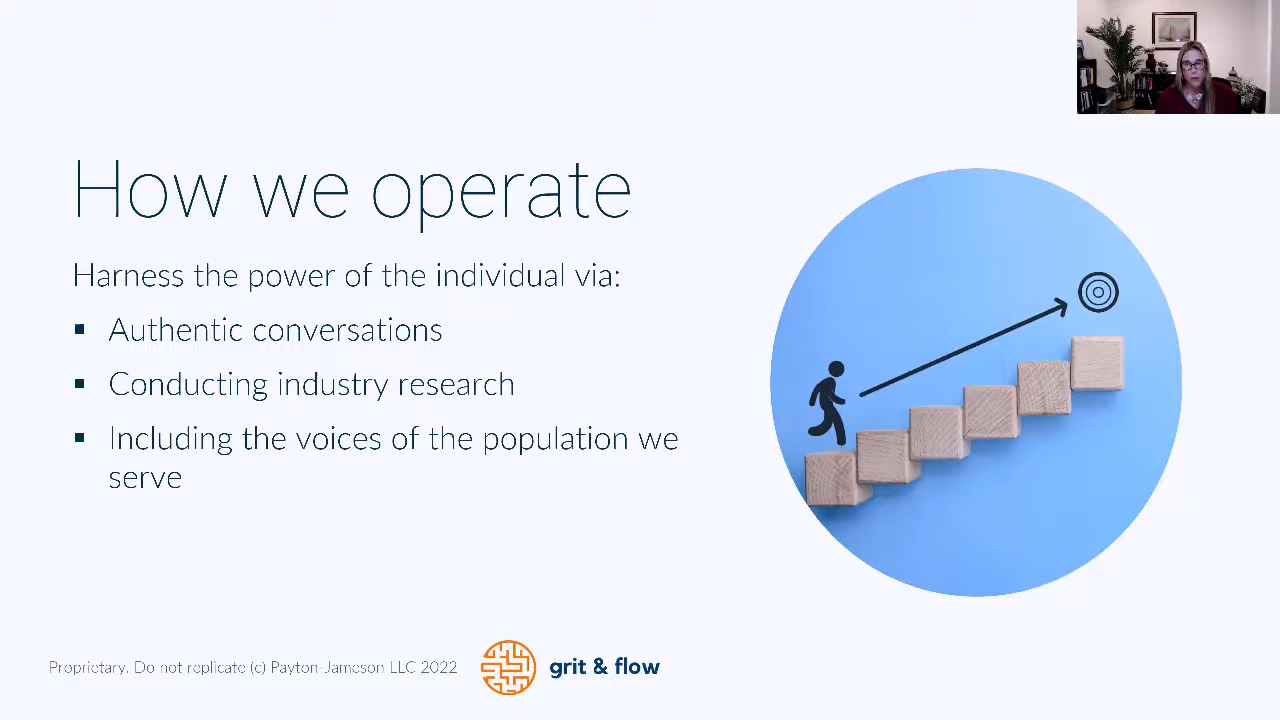 How we operate
Harness the power of the individual via:
▪ Authentic conversations
▪ Conducting industry research
▪ Including the voices of the population we
serve
Proprietary. Do not replicate (c) Payton-Jameson LLC 2022
grit & flow